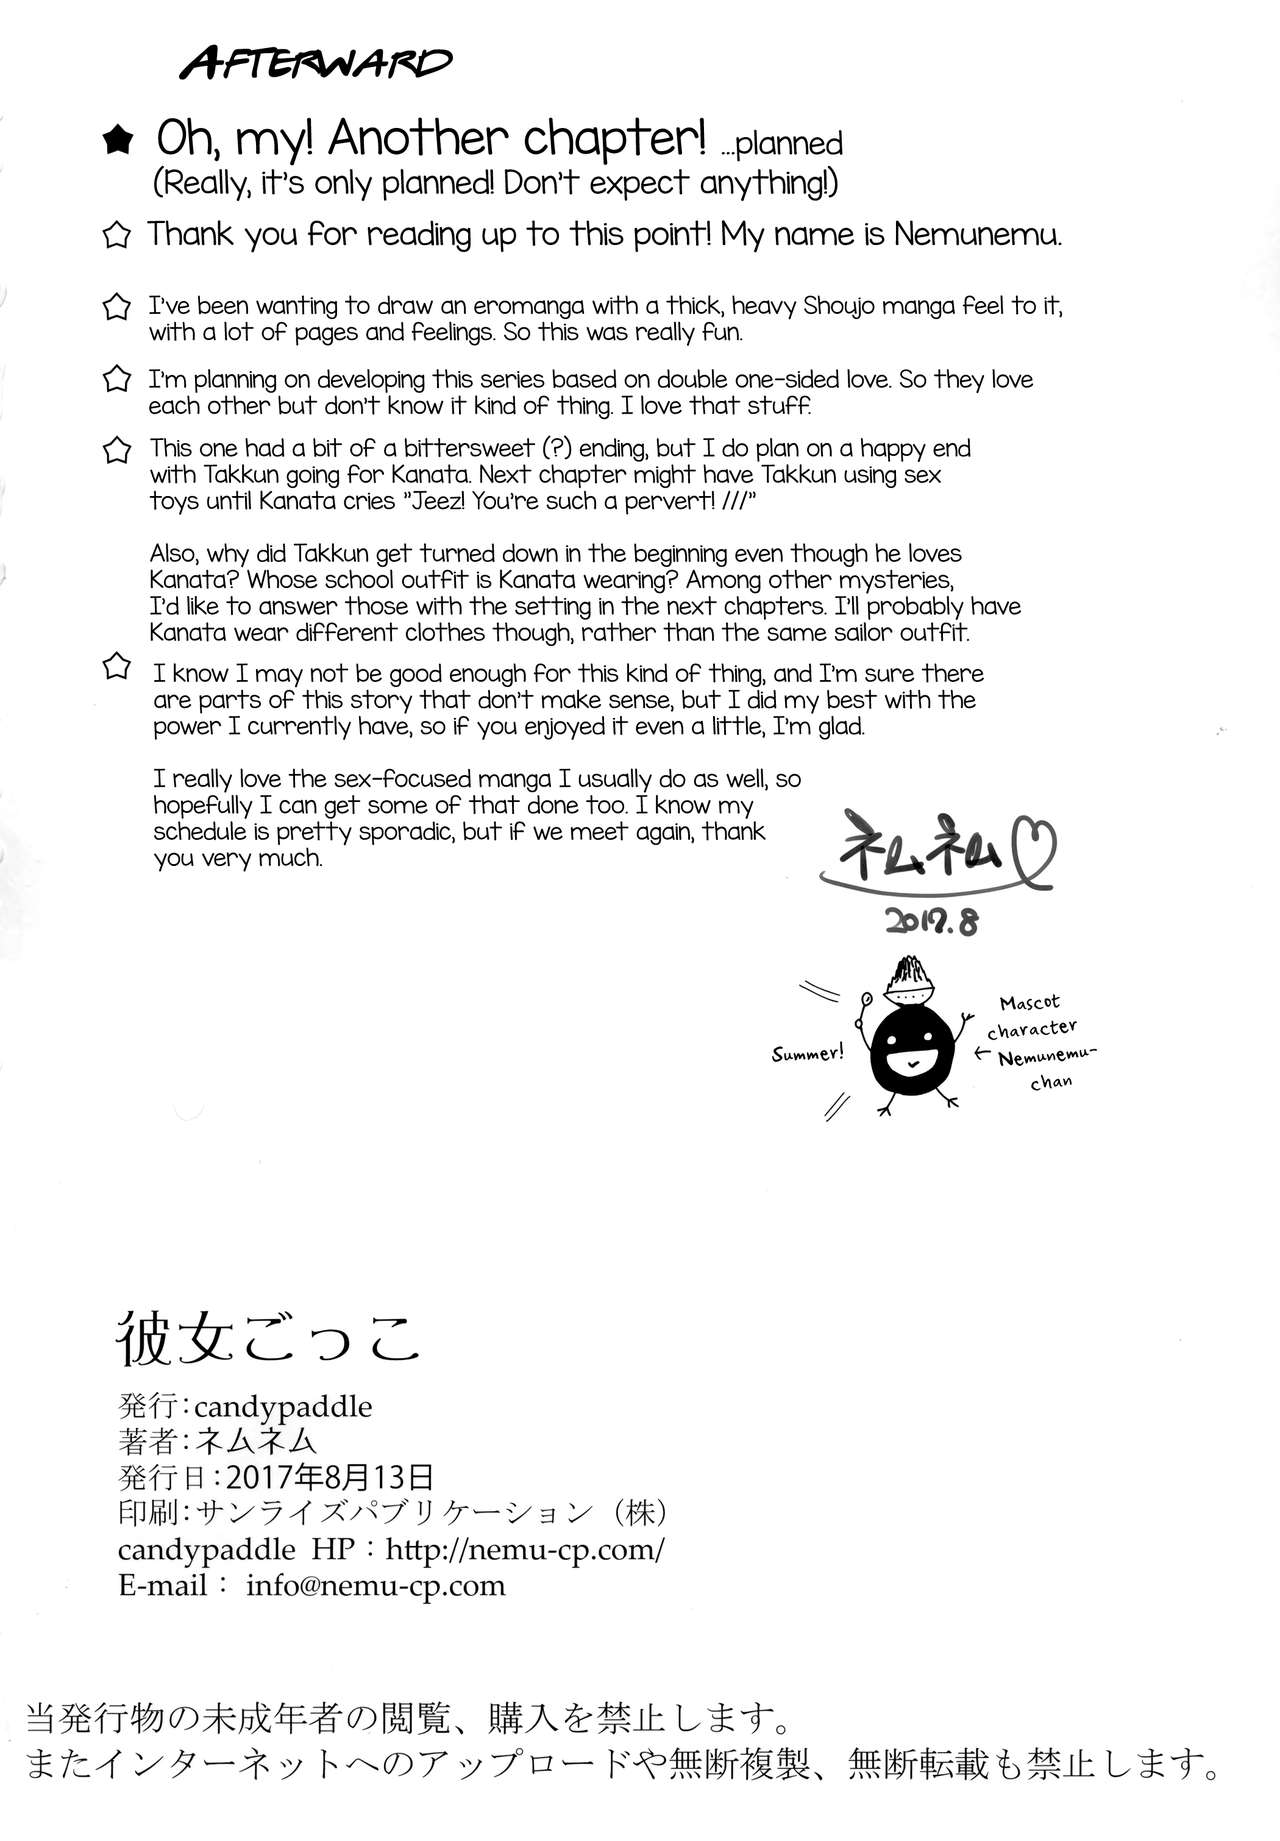 AFTERWARD
Oh, my! Another chapter! ...planned
(Really, it's only planned! Don't expect anything!)
Thank you for reading up to this point! My name is Nemunemu.
I've been wanting to draw an eromanga with a thick, heavy Shoujo manga feel to it,
with a lot of pages and feelings. So this was really fun.
I'm planning on developing this series based on double one-sided love. So they love
each other but don't know it kind of thing. I love that stuff.
This one had a bit of a bittersweet (?) ending, but I do plan on a happy end
with Takkun going for Kanata. Next chapter might have Takkun using sex
toys until Kanata cries "Jeez! You're such a pervert! ///"
Also, why did Takkun get turned down in the beginning even though he loves
Kanata? Whose school outfit is Kanata wearing? Among other mysteries,
I'd like to answer those with the setting in the next chapters. I'll probably have
Kanata wear different clothes though, rather than the same sailor outfit.
I know I may not be good enough for this kind of thing, and I'm sure there
are parts of this story that don't make sense, but I did my best with the
power I currently have, so if you enjoyed it even a little, I'm glad.
I really love the sex-focused manga I usually do as well, so
hopefully I can get some of that done too. I know my
schedule is pretty sporadic, but if we meet again, thank
you very much.
ネムネム♡
2017.8
Summer!
Mascot
character
← Nemunemu-
chan
彼女ごっこ
発行：candypaddle
著者：ネムネム
発行日：2017年8月13日
印刷：サンライズパブリケーション（株）
candypaddle HP：http://nemu-cp.com/
E-mail： info@nemu-cp.com
当発行物の未成年者の閲覧、購入を禁止します。
またインターネットへのアップロードや無断複製、無断転載も禁止します。